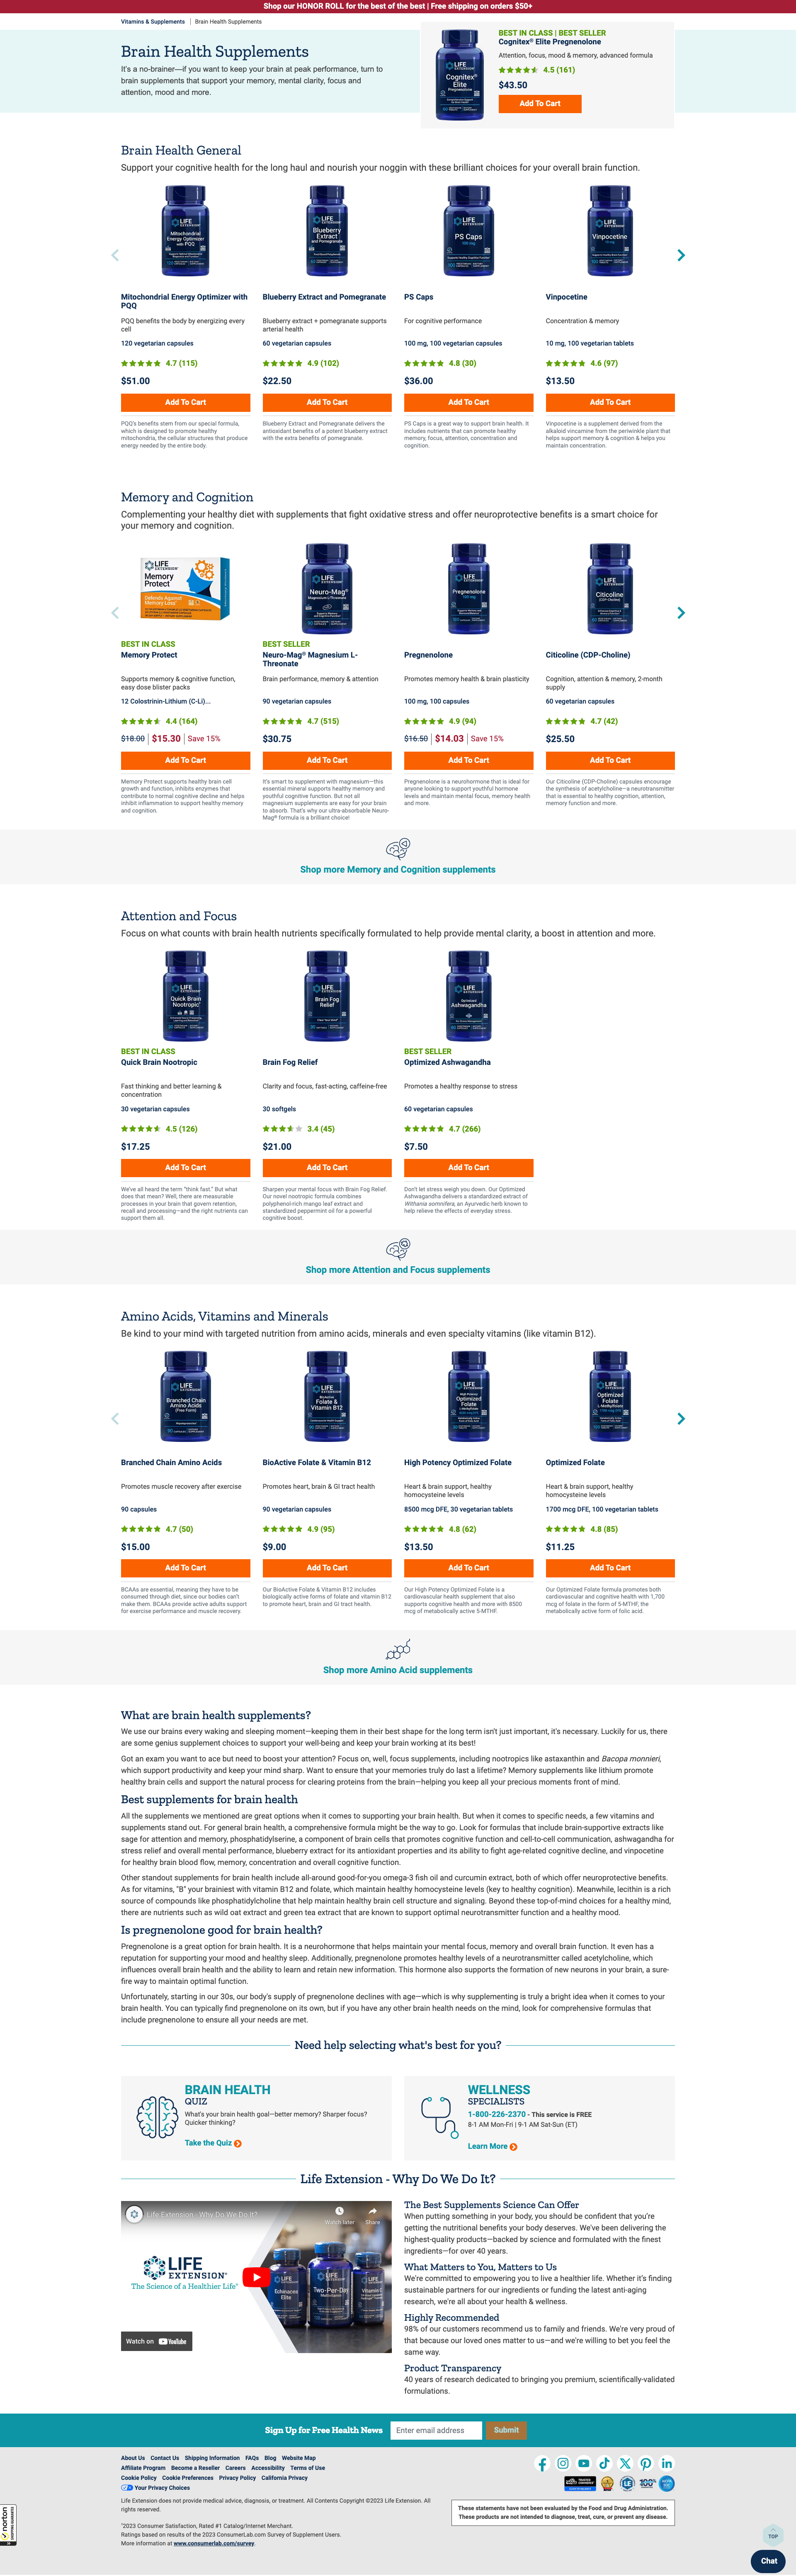 Shop our HONOR ROLL for the best of the best | Free shipping on orders $50+
Vitamins & Supplements | Brain Health Supplements
Brain Health Supplements
It's a no-brainer—if you want to keep your brain at peak performance, turn to
brain supplements that support your memory, mental clarity, focus and
attention, mood and more.
BEST IN CLASS | BEST SELLER
Cognitex® Elite Pregnenolone
Attention, focus, mood & memory, advanced formula
4.5 (161)
$43.50
Add To Cart
Brain Health General
Support your cognitive health for the long haul and nourish your noggin with these brilliant choices for your overall brain function.
Mitochondrial Energy Optimizer with
PQQ
PQQ benefits the body by energizing every
cell
120 vegetarian capsules
4.7 (115)
$51.00
Add To Cart
PQQ's benefits stem from our special formula,
which is designed to promote healthy
mitochondria, the cellular structures that produce
energy needed by the entire body.
Blueberry Extract and Pomegranate
Blueberry extract + pomegranate supports
arterial health
60 vegetarian capsules
4.9 (102)
$22.50
Add To Cart
Blueberry Extract and Pomegranate delivers the
antioxidant benefits of a potent blueberry extract
with the extra benefits of pomegranate.
PS Caps
For cognitive performance
100 mg, 100 vegetarian capsules
4.8 (30)
$36.00
Add To Cart
PS Caps is a great way to support brain health. It
includes nutrients that can promote healthy
memory, focus, attention, concentration and
cognition.
Vinpocetine
Concentration & memory
10 mg, 100 vegetarian tablets
4.6 (97)
$13.50
Add To Cart
Vinpocetine is a supplement derived from the
alkaloid vincamine from the periwinkle plant that
helps support memory & cognition & helps you
maintain concentration.
Memory and Cognition
Complementing your healthy diet with supplements that fight oxidative stress and offer neuroprotective benefits is a smart choice for
your memory and cognition.
BEST IN CLASS
Memory Protect
Supports memory & cognitive function,
easy dose blister packs
12 Colostrinin-Lithium (C-Li)...
4.4 (164)
$18.00 | $15.30 | Save 15%
Add To Cart
Memory Protect supports healthy brain cell
growth and function, inhibits enzymes that
contribute to normal cognitive decline and helps
inhibit inflammation to support healthy memory
and cognition.
BEST SELLER
Neuro-Mag® Magnesium L-
Threonate
Brain performance, memory & attention
90 vegetarian capsules
4.7 (515)
$30.75
Add To Cart
It's smart to supplement with magnesium—this
essential mineral supports healthy memory and
youthful cognitive function. But not all
magnesium supplements are easy for your brain
to absorb. That's why our ultra-absorbable Neuro-
Mag® formula is a brilliant choice!
Pregnenolone
Promotes memory health & brain plasticity
100 mg, 100 capsules
4.9 (94)
$16.50 | $14.03 | Save 15%
Add To Cart
Pregnenolone is a neurohormone that is ideal for
anyone looking to support youthful hormone
levels and maintain mental focus, memory health
and more.
Citicoline (CDP-Choline)
Cognition, attention & memory, 2-month
supply
60 vegetarian capsules
4.7 (42)
$25.50
Add To Cart
Our Citicoline (CDP-Choline) capsules encourage
the synthesis of acetylcholine—a neurotransmitter
that is essential to healthy cognition, attention,
memory function and more.
Shop more Memory and Cognition supplements
Attention and Focus
Focus on what counts with brain health nutrients specifically formulated to help provide mental clarity, a boost in attention and more.
BEST IN CLASS
Quick Brain Nootropic
Fast thinking and better learning &
concentration
30 vegetarian capsules
4.5 (126)
$17.25
Add To Cart
We've all heard the term "think fast." But what
does that mean? Well, there are measurable
processes in your brain that govern retention,
recall and processing—and the right nutrients can
support them all.
Brain Fog Relief
Clarity and focus, fast-acting, caffeine-free
30 softgels
3.4 (45)
$21.00
Add To Cart
Sharpen your mental focus with Brain Fog Relief.
Our novel nootropic formula combines
polyphenol-rich mango leaf extract and
standardized peppermint oil for a powerful
cognitive boost.
BEST SELLER
Optimized Ashwagandha
Promotes a healthy response to stress
60 vegetarian capsules
4.7 (266)
$7.50
Add To Cart
Don't let stress weigh you down. Our Optimized
Ashwagandha delivers a standardized extract of
Withania somnifera, an Ayurvedic herb known to
help relieve the effects of everyday stress.
Shop more Attention and Focus supplements
Amino Acids, Vitamins and Minerals
Be kind to your mind with targeted nutrition from amino acids, minerals and even specialty vitamins (like vitamin B12).
Branched Chain Amino Acids
Promotes muscle recovery after exercise
90 capsules
4.7 (50)
$15.00
Add To Cart
BCAAs are essential, meaning they have to be
consumed through diet, since our bodies can't
make them. BCAAs provide active adults support
for exercise performance and muscle recovery.
BioActive Folate & Vitamin B12
Promotes heart, brain & GI tract health
90 vegetarian capsules
4.9 (95)
$9.00
Add To Cart
Our BioActive Folate & Vitamin B12 includes
biologically active forms of folate and vitamin B12
to promote heart, brain and GI tract health.
High Potency Optimized Folate
Heart & brain support, healthy
homocysteine levels
8500 mcg DFE, 30 vegetarian tablets
4.8 (62)
$13.50
Add To Cart
Our High Potency Optimized Folate is a
cardiovascular health supplement that also
supports cognitive health and more with 8500
mcg of metabolically active 5-MTHF.
Optimized Folate
Heart & brain support, healthy
homocysteine levels
1700 mcg DFE, 100 vegetarian tablets
4.8 (85)
$11.25
Add To Cart
Our Optimized Folate formula promotes both
cardiovascular and cognitive health with 1,700
mcg of folate in the form of 5-MTHF, the
metabolically active form of folic acid.
Shop more Amino Acid supplements
What are brain health supplements?
We use our brains every waking and sleeping moment—keeping them in their best shape for the long term isn't just important, it's necessary. Luckily for us, there
are some genius supplement choices to support your well-being and keep your brain working at its best!
Got an exam you want to ace but need to boost your attention? Focus on, well, focus supplements, including nootropics like astaxanthin and Bacopa monnieri,
which support productivity and keep your mind sharp. Want to ensure that your memories truly do last a lifetime? Memory supplements like lithium promote
healthy brain cells and support the natural process for clearing proteins from the brain—helping you keep all your precious moments front of mind.
Best supplements for brain health
All the supplements we mentioned are great options when it comes to supporting your brain health. But when it comes to specific needs, a few vitamins and
supplements stand out. For general brain health, a comprehensive formula might be the way to go. Look for formulas that include brain-supportive extracts like
sage for attention and memory, phosphatidylserine, a component of brain cells that promotes cognitive function and cell-to-cell communication, ashwagandha for
stress relief and overall mental performance, blueberry extract for its antioxidant properties and its ability to fight age-related cognitive decline, and vinpocetine
for healthy brain blood flow, memory, concentration and overall cognitive function.
Other standout supplements for brain health include all-around good-for-you omega-3 fish oil and curcumin extract, both of which offer neuroprotective benefits.
As for vitamins, "B" your brainiest with vitamin B12 and folate, which maintain healthy homocysteine levels (key to healthy cognition). Meanwhile, lecithin is a rich
source of compounds like phosphatidylcholine that help maintain healthy brain cell structure and signaling. Beyond these top-of-mind choices for a healthy mind,
there are nutrients such as wild oat extract and green tea extract that are known to support optimal neurotransmitter function and a healthy mood.
Is pregnenolone good for brain health?
Pregnenolone is a great option for brain health. It is a neurohormone that helps maintain your mental focus, memory and overall brain function. It even has a
reputation for supporting your mood and healthy sleep. Additionally, pregnenolone promotes healthy levels of a neurotransmitter called acetylcholine, which
influences overall brain health and the ability to learn and retain new information. This hormone also supports the formation of new neurons in your brain, a sure-
fire way to maintain optimal function.
Unfortunately, starting in our 30s, our body's supply of pregnenolone declines with age—which is why supplementing is truly a bright idea when it comes to your
brain health. You can typically find pregnenolone on its own, but if you have any other brain health needs on the mind, look for comprehensive formulas that
include pregnenolone to ensure all your needs are met.
Need help selecting what's best for you?
BRAIN HEALTH
QUIZ
What's your brain health goal—better memory? Sharper focus?
Quicker thinking?
Take the Quiz
WELLNESS
SPECIALISTS
1-800-226-2370 - This service is FREE
8-1 AM Mon-Fri | 9-1 AM Sat-Sun (ET)
Learn More
Life Extension - Why Do We Do It?
Life Extension - Why Do We Do It?
Watch later
Share
LIFE
EXTENSION®
The Science of a Healthier Life®
Watch on YouTube
The Best Supplements Science Can Offer
When putting something in your body, you should be confident that you're
getting the nutritional benefits your body deserves. We've been delivering the
highest-quality products—backed by science and formulated with the finest
ingredients—for over 40 years.
What Matters to You, Matters to Us
We're committed to empowering you to live a healthier life. Whether it's finding
sustainable partners for our ingredients or funding the latest anti-aging
research, we're all about your health & wellness.
Highly Recommended
98% of our customers recommend us to family and friends. We're very proud of
that because our loved ones matter to us—and we're willing to bet you feel the
same way.
Product Transparency
40 years of research dedicated to bringing you premium, scientifically-validated
formulations.
Sign Up for Free Health News
Enter email address
Submit
About Us Contact Us Shipping Information FAQs Blog Website Map
Affiliate Program Become a Reseller Careers Accessibility Terms of Use
Cookie Policy Cookie Preferences Privacy Policy California Privacy
Your Privacy Choices
Life Extension does not provide medical advice, diagnosis, or treatment. All Contents Copyright ©2023 Life Extension. All
rights reserved.
These statements have not been evaluated by the Food and Drug Administration.
These products are not intended to diagnose, treat, cure, or prevent any disease.
*2023 Consumer Satisfaction, Rated #1 Catalog/Internet Merchant.
Ratings based on results of the 2023 ConsumerLab.com Survey of Supplement Users.
More information at www.consumerlab.com/survey.
norton
TOP
Chat